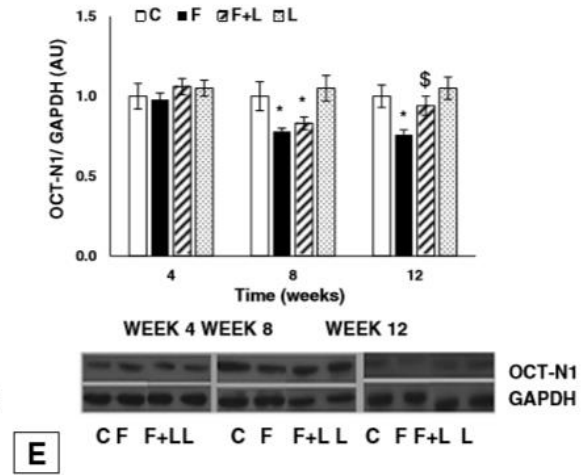 C F F+L L
1.5
1.0
0.5
0.0
OCT-N1/ GAPDH (AU)
* * * $
4 8 12
Time (weeks)
WEEK 4 WEEK 8 WEEK 12
OCT-N1
GAPDH
C F F+LL C F F+L L C F F+L L
E